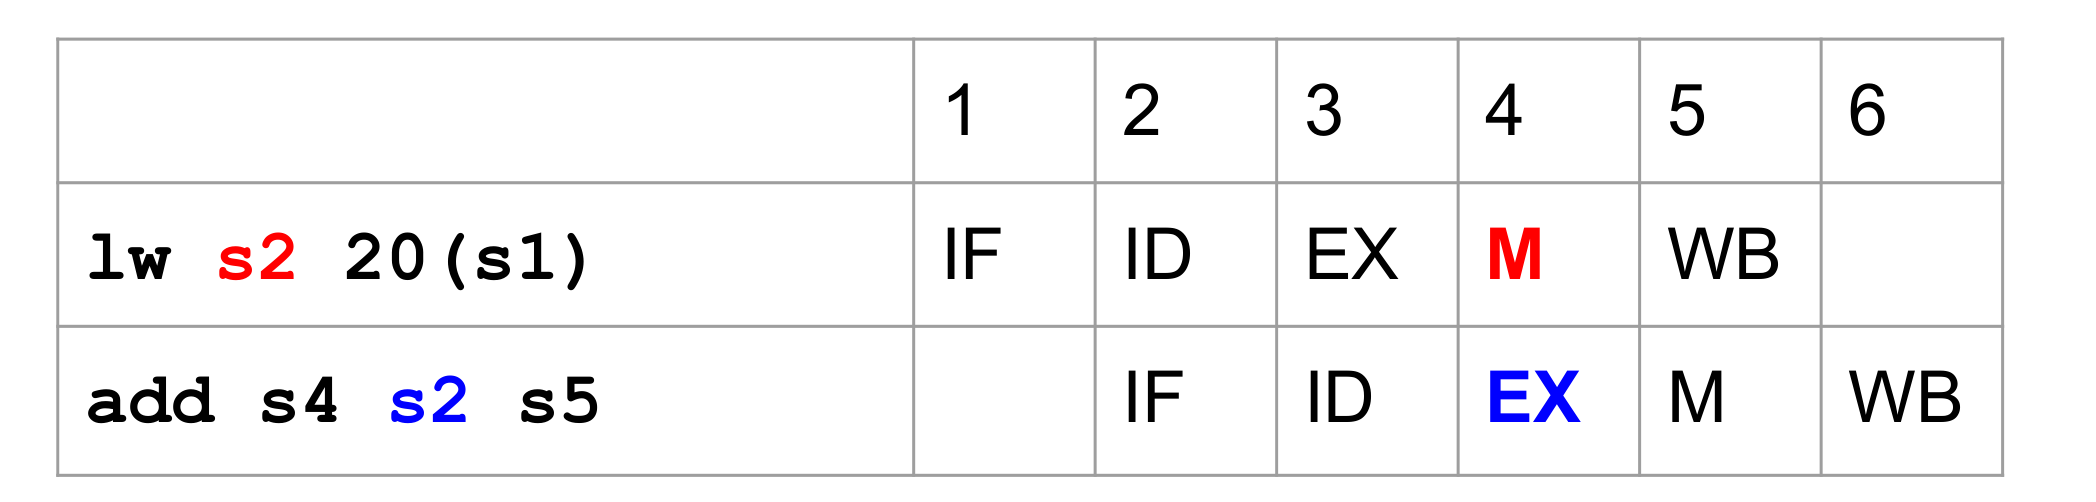 1 2 3 4 5 6
lw s2 20(s1) IF ID EX M WB
add s4 s2 s5 IF ID EX M WB